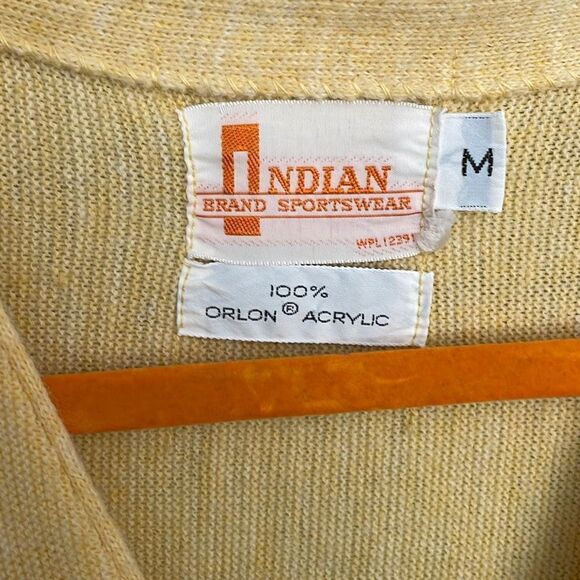 INDIAN
BRAND SPORTSWEAR
WPL12391
M
100%
ORLON® ACRYLIC